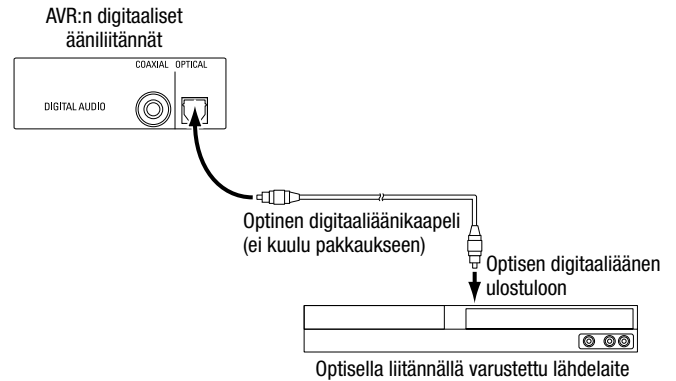 AVR:n digitaaliset
ääniliitännät
COAXIAL OPTICAL
DIGITAL AUDIO
Optinen digitaaliäänikaapeli
(ei kuulu pakkaukseen)
Optisen digitaaliäänen
ulostuloon
Optisella liitännällä varustettu lähdelaite